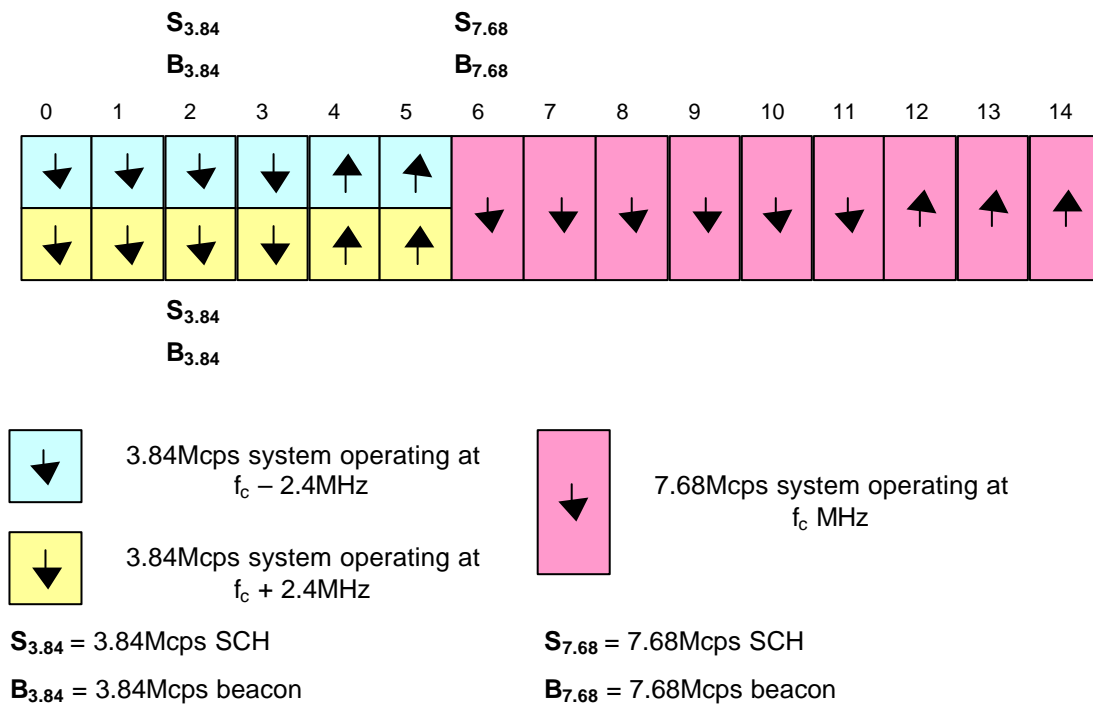 S3.84 S7.68
B3.84 B7.68
0 1 2 3 4 5 6 7 8 9 10 11 12 13 14
S3.84
B3.84
3.84Mcps system operating at
fc – 2.4MHz
3.84Mcps system operating at
fc + 2.4MHz
7.68Mcps system operating at
fc MHz
S3.84 = 3.84Mcps SCH
B3.84 = 3.84Mcps beacon
S7.68 = 7.68Mcps SCH
B7.68 = 7.68Mcps beacon